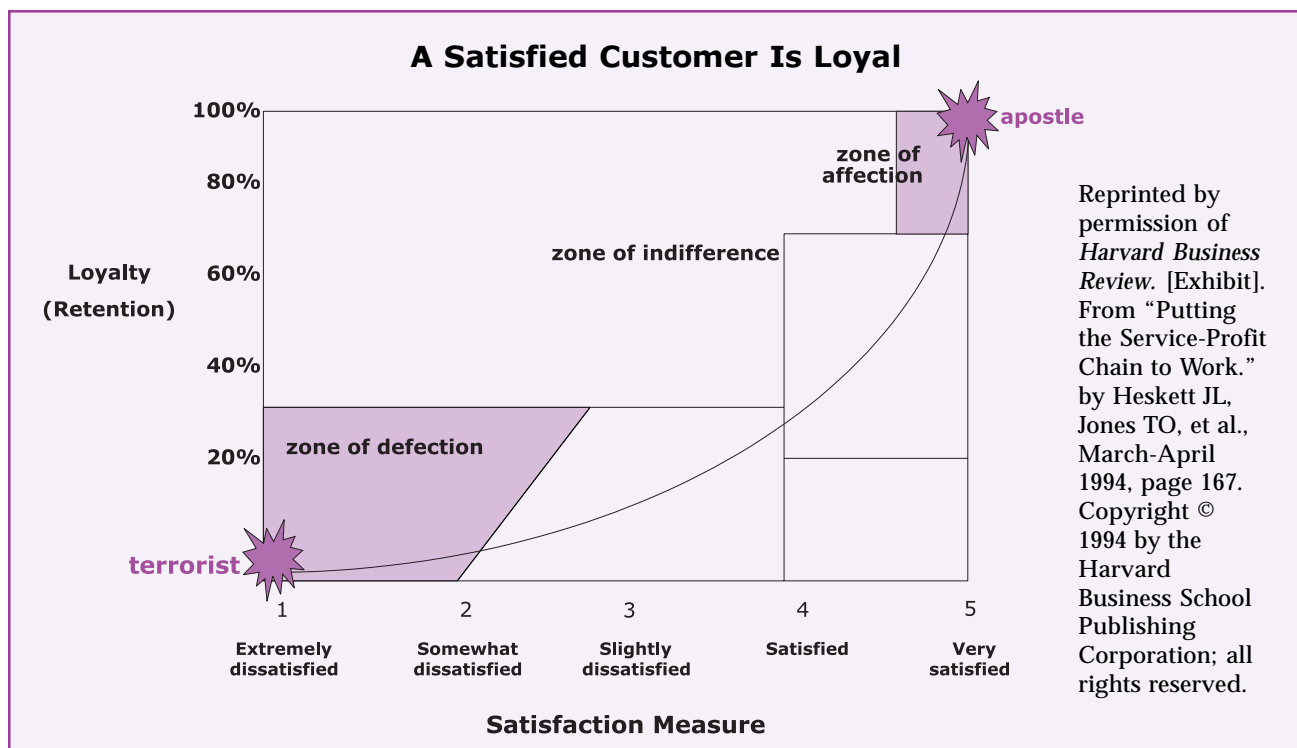 A Satisfied Customer Is Loyal
100%
80%
60%
40%
20%
Loyalty
(Retention)
apostle
zone of
affection
zone of indifference
zone of defection
terrorist
1
2
3
4
5
Extremely
dissatisfied
Somewhat
dissatisfied
Slightly
dissatisfied
Satisfied
Very
satisfied
Satisfaction Measure
Reprinted by
permission of
Harvard Business
Review. [Exhibit].
From “Putting
the Service-Profit
Chain to Work.”
by Heskett JL,
Jones TO, et al.,
March-April
1994, page 167.
Copyright ©
1994 by the
Harvard
Business School
Publishing
Corporation; all
rights reserved.